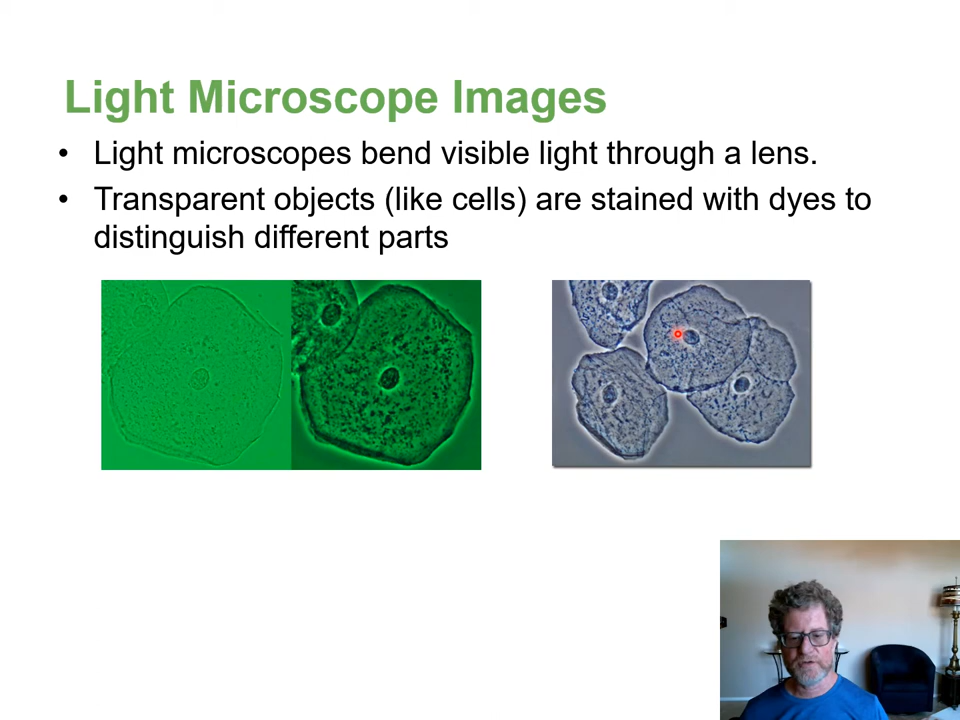 Light Microscope Images
• Light microscopes bend visible light through a lens.
• Transparent objects (like cells) are stained with dyes to
distinguish different parts